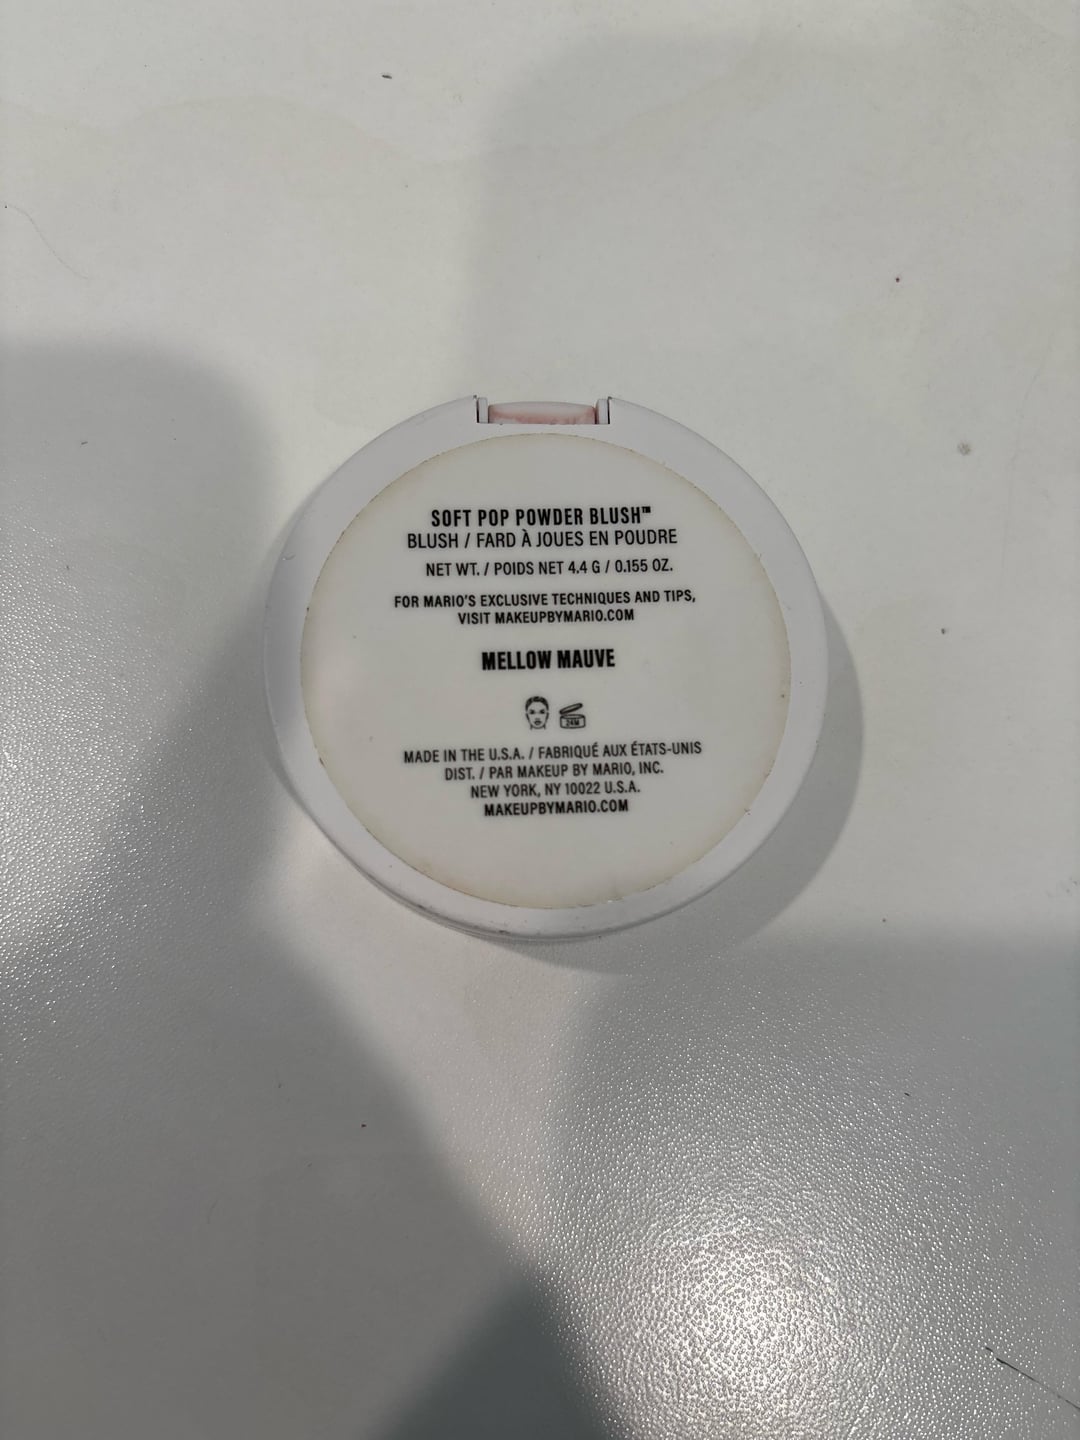 SOFT POP POWDER BLUSH™
BLUSH / FARD À JOUES EN POUDRE
NET WT. / POIDS NET 4.4 G / 0.155 OZ.
FOR MARIO'S EXCLUSIVE TECHNIQUES AND TIPS,
VISIT MAKEUPBYMARIO.COM
MELLOW MAUVE
24M
MADE IN THE U.S.A. / FABRIQUÉ AUX ÉTATS-UNIS
DIST. / PAR MAKEUP BY MARIO, INC.
NEW YORK, NY 10022 U.S.A.
MAKEUPBYMARIO.COM